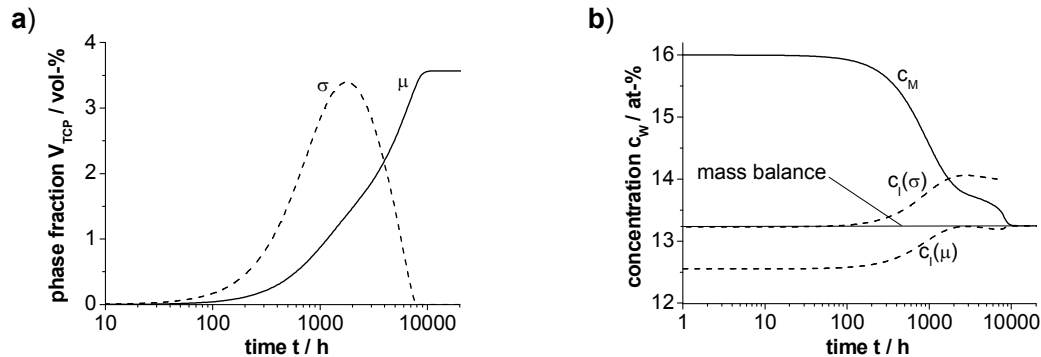 a)
phase fraction V_TCP / vol-%
4
3
2
1
0
σ
μ
10
100
1000
10000
time t / h
b)
concentration c_W / at-%
16
15
14
13
12
c_M
mass balance
c_I(σ)
c_I(μ)
1
10
100
1000
10000
time t / h